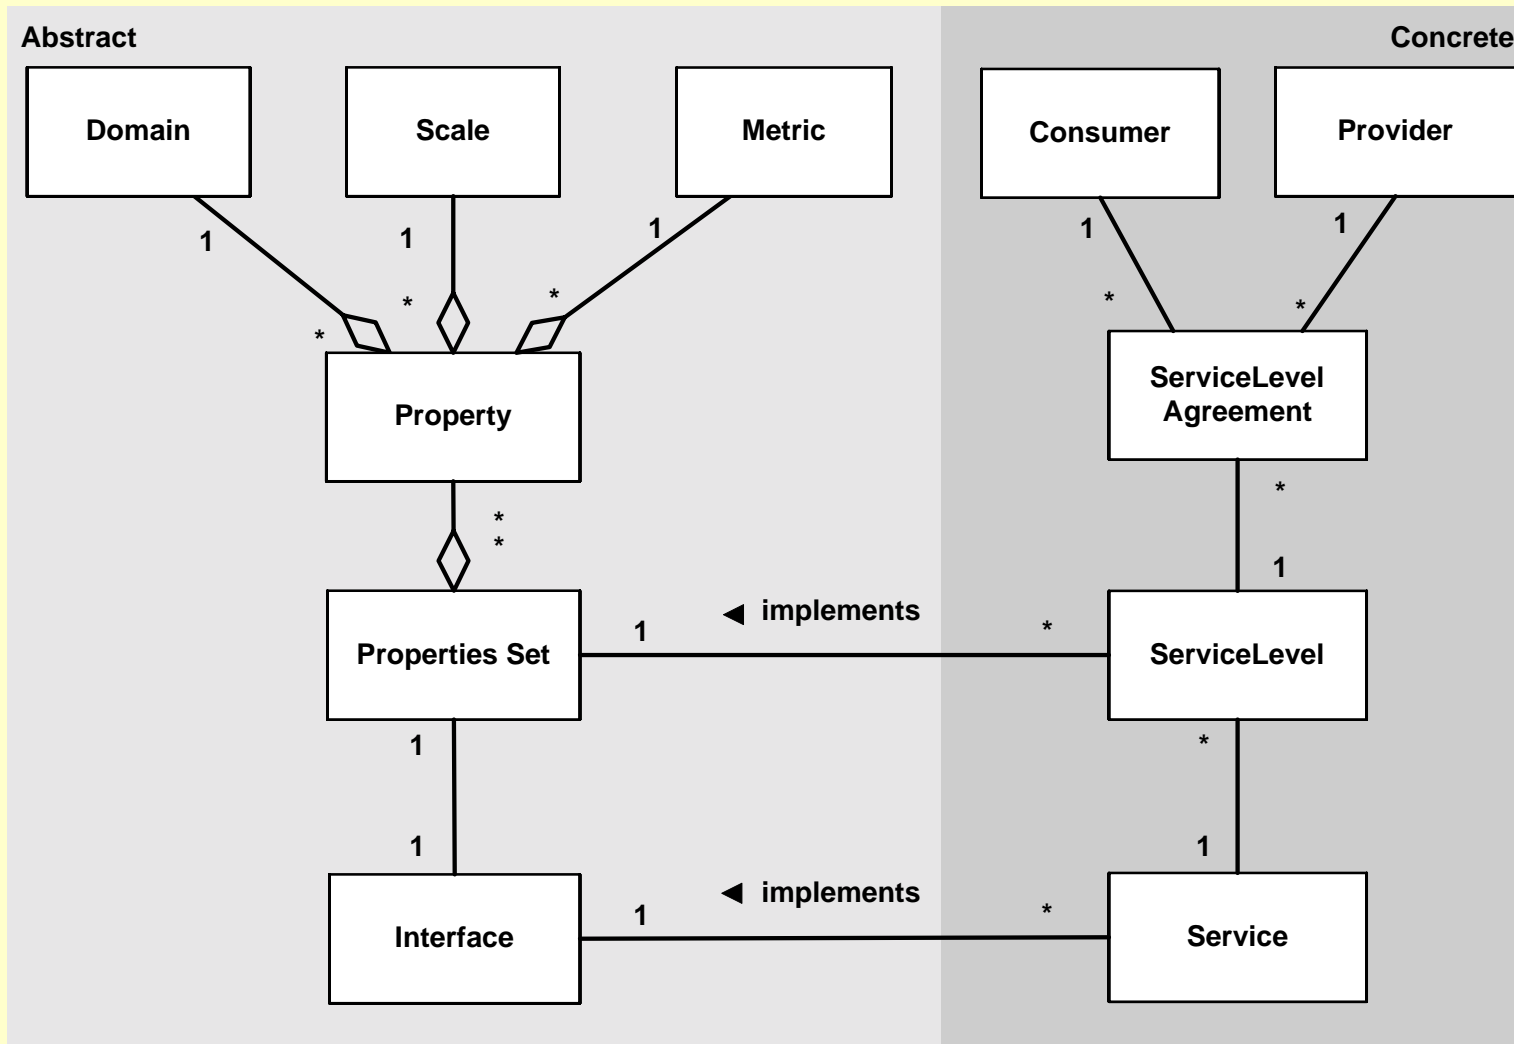 Abstract
Concrete
Domain
Scale
Metric
Consumer
Provider
1
1
1
1
1
*
*
*
*
*
Property
ServiceLevel
Agreement
*
*
*
1
implements
1
*
Properties Set
ServiceLevel
1
*
1
1
implements
1
*
Interface
Service